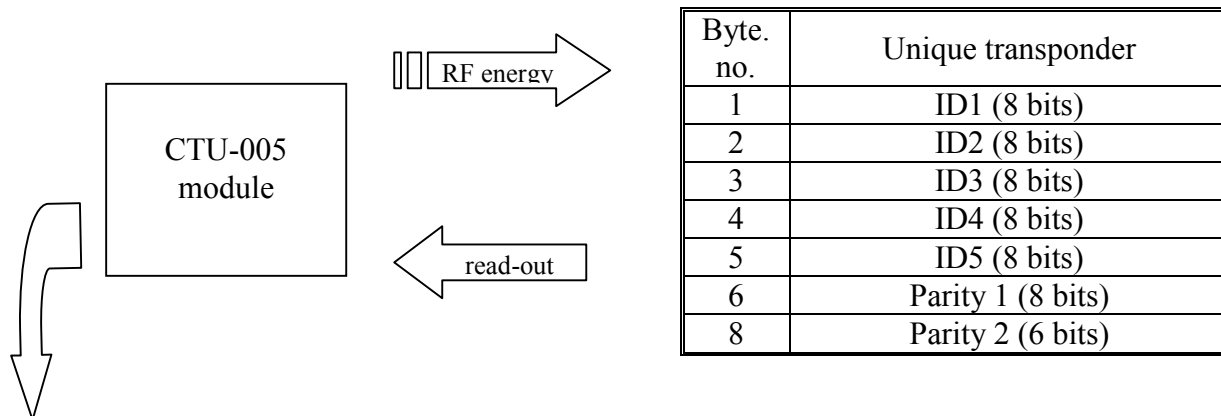 RF energy
CTU-005
module
read-out
Byte.
no.
Unique transponder
1 ID1 (8 bits)
2 ID2 (8 bits)
3 ID3 (8 bits)
4 ID4 (8 bits)
5 ID5 (8 bits)
6 Parity 1 (8 bits)
8 Parity 2 (6 bits)